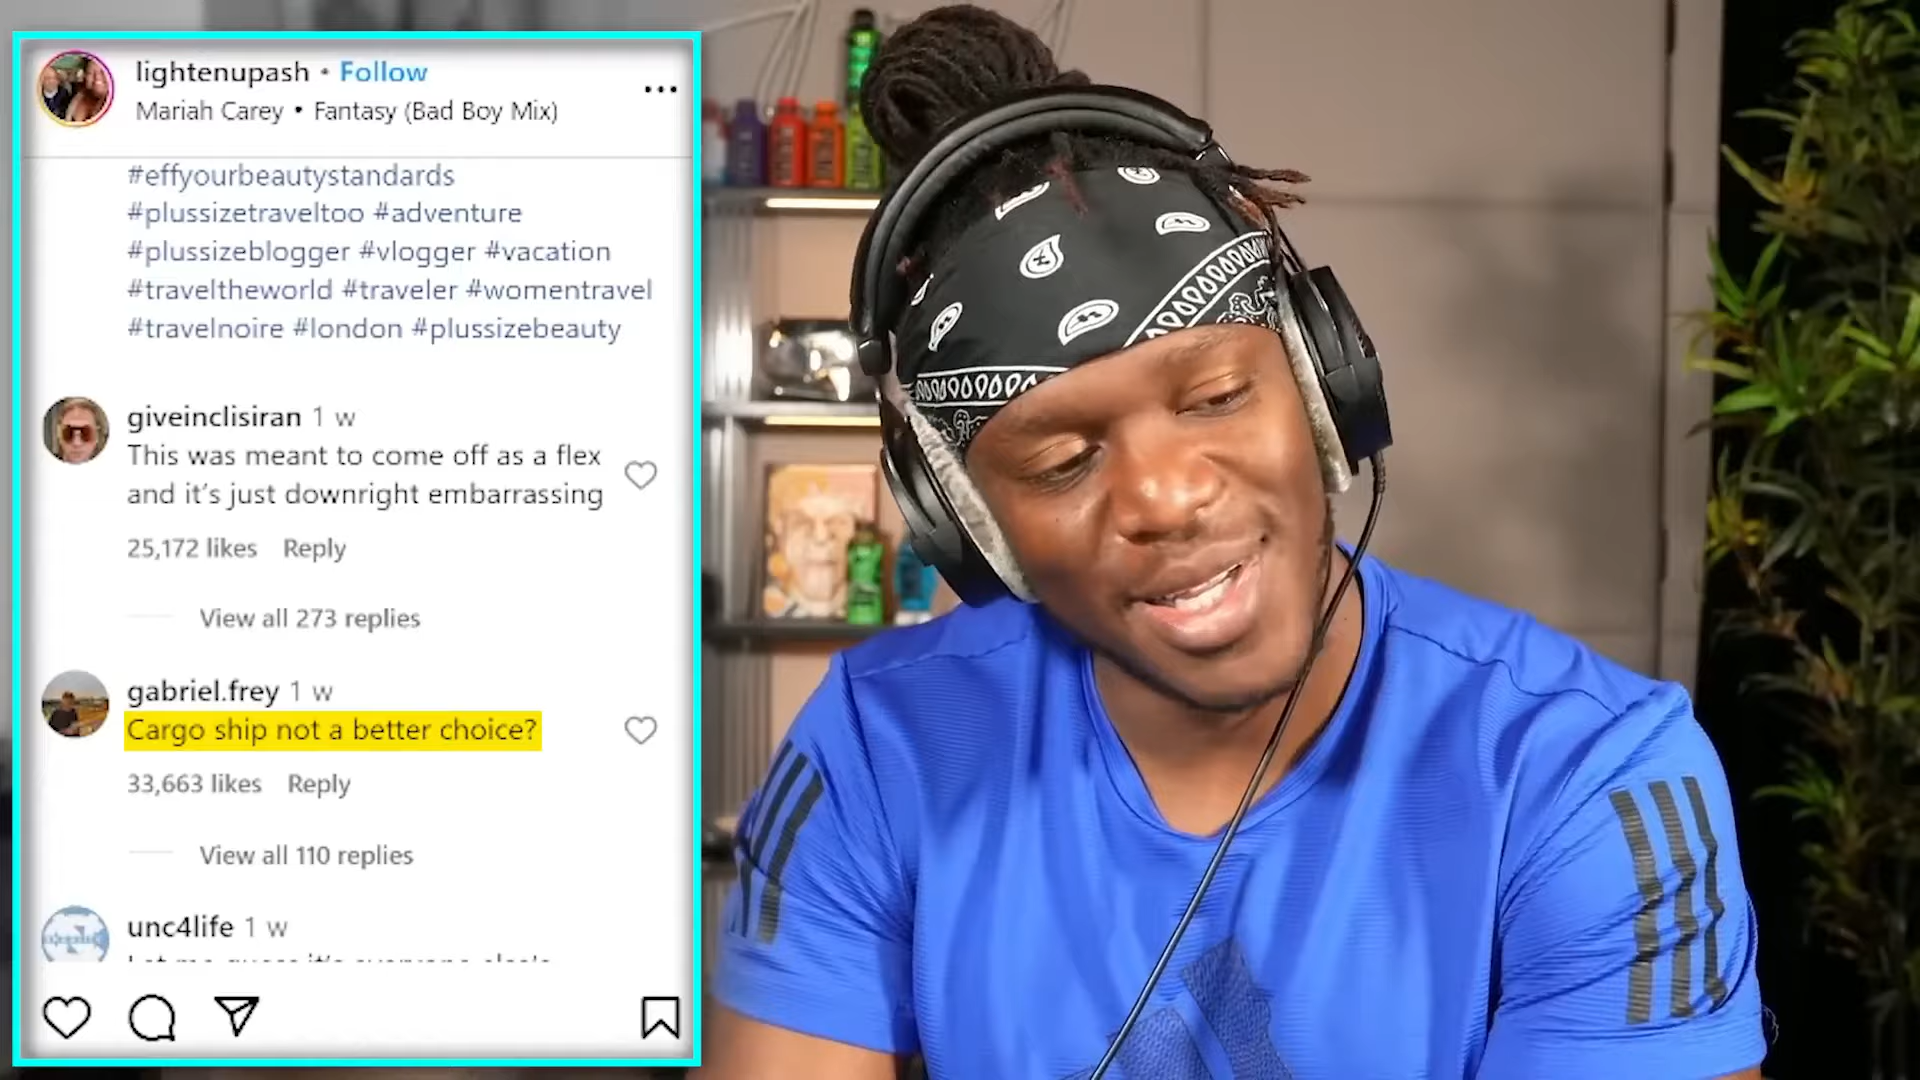 lightenupash • Follow
Mariah Carey • Fantasy (Bad Boy Mix)
#effyourbeautystandards
#plussizetraveltoo #adventure
#plussizeblogger #vlogger #vacation
#traveltheworld #traveler #womentravel
#travelnoire #london #plussizebeauty
giveinclisiran 1 w
This was meant to come off as a flex
and it's just downright embarrassing
25,172 likes Reply
View all 273 replies
gabriel.frey 1 w
Cargo ship not a better choice?
33,663 likes Reply
View all 110 replies
unc4life 1 w